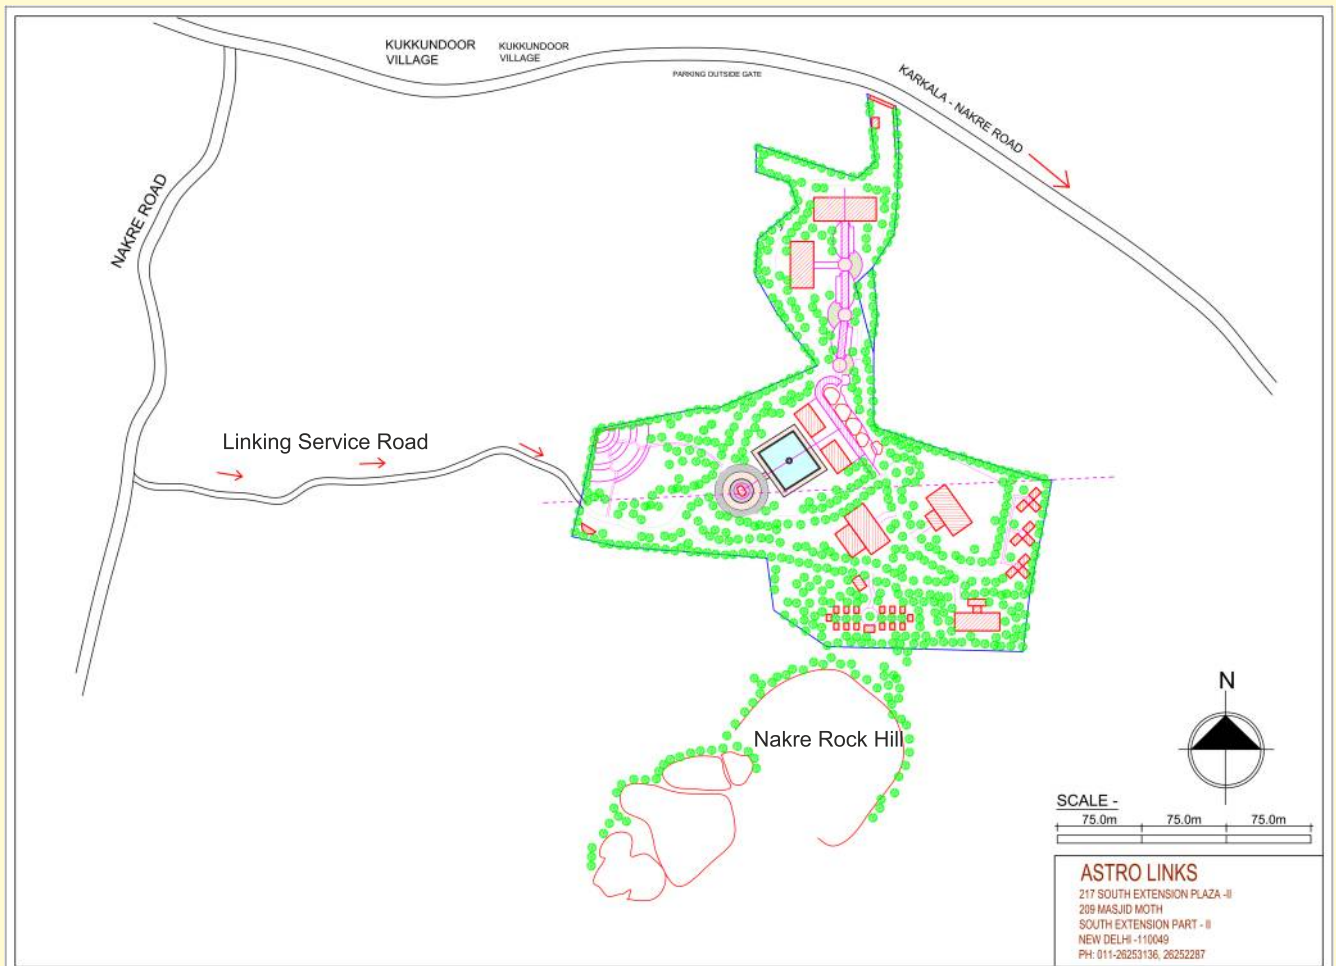 KUKKUNDOOR
VILLAGE
KUKKUNDOOR
VILLAGE
PARKING OUTSIDE GATE
KARKALA - NAKRE ROAD
NAKRE ROAD
Linking Service Road
Nakre Rock Hill
N
SCALE -
75.0m 75.0m 75.0m
ASTRO LINKS
217 SOUTH EXTENSION PLAZA -II
209 MASJID MOTH
SOUTH EXTENSION PART - II
NEW DELHI -110049
PH: 011-26253136, 26252287